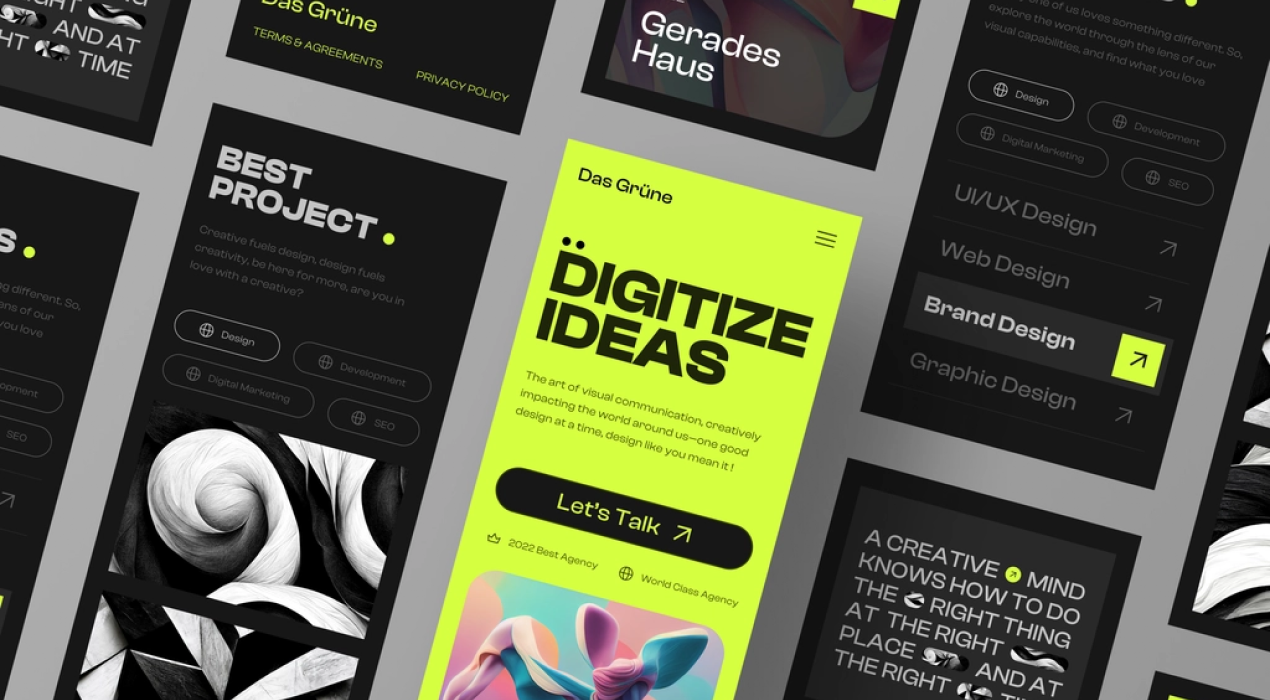 AND AT
TIME
Das Grüne
TERMS & AGREEMENTS
PRIVACY POLICY
Gerades
Haus
one of us loves something different. So,
explore the world through the lens of our
visual capabilities, and find what you love
Design
Development
Digital Marketing
SEO
UI/UX Design
Web Design
Brand Design
Graphic Design
different. So,
of our
you love
SEO
BEST
PROJECT.
Creative fuels design, design fuels
creativity, be here for more, are you in
love with a creative?
Design
Development
Digital Marketing
SEO
Das Grüne
D̈IGITIZE
IDEAS
The art of visual communication, creatively
impacting the world around us—one good
design at a time, design like you mean it !
Let's Talk
2022 Best Agency
World Class Agency
A CREATIVE MIND
KNOWS HOW TO DO
THE RIGHT THING
AT THE RIGHT
PLACE AND AT
THE RIGHT